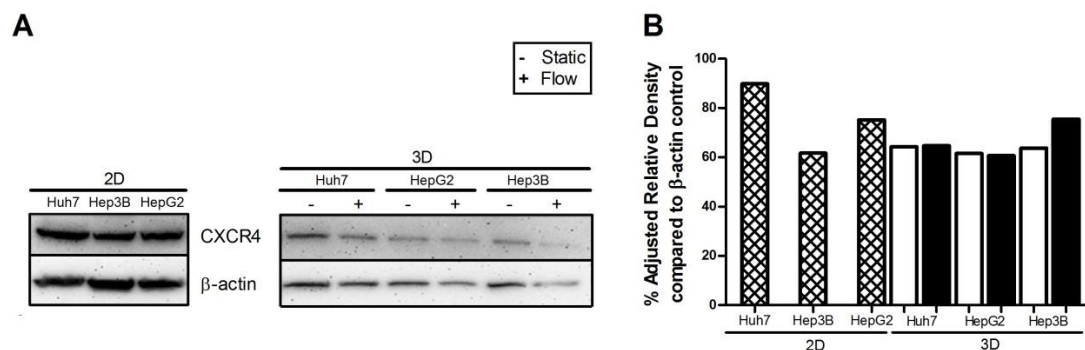 A
- Static
+ Flow
2D
Huh7 Hep3B HepG2
3D
Huh7 HepG2 Hep3B
- + - + - +
CXCR4
β-actin
B
% Adjusted Relative Density
compared to β-actin control
100
80
60
40
20
0
Huh7 Hep3B HepG2 Huh7 HepG2 Hep3B
2D 3D